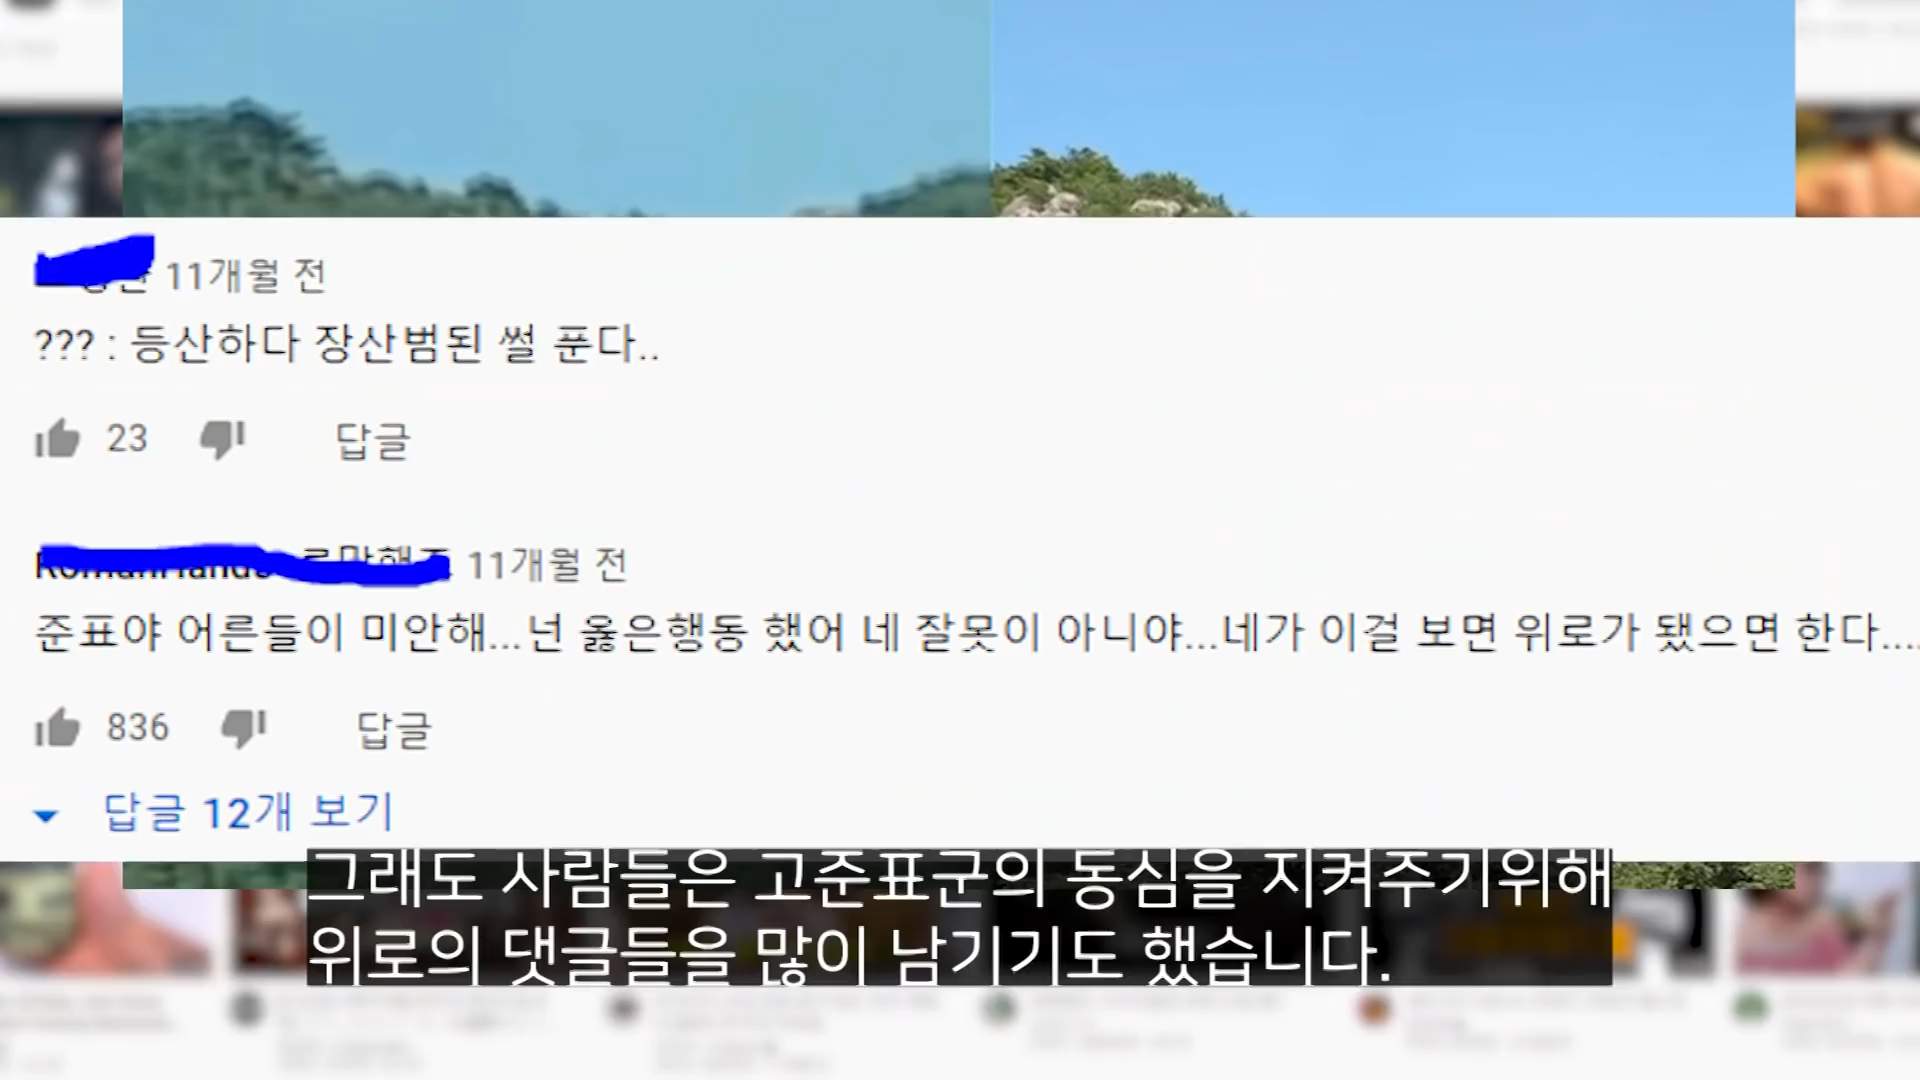 11개월 전
??? : 등산하다 장산범된 썰 푼다..
23 답글
11개월 전
준표야 어른들이 미안해...넌 옳은행동 했어 네 잘못이 아니야...네가 이걸 보면 위로가 됐으면 한다....
836 답글
답글 12개 보기
그래도 사람들은 고준표군의 동심을 지켜주기위해
위로의 댓글들을 많이 남기기도 했습니다.